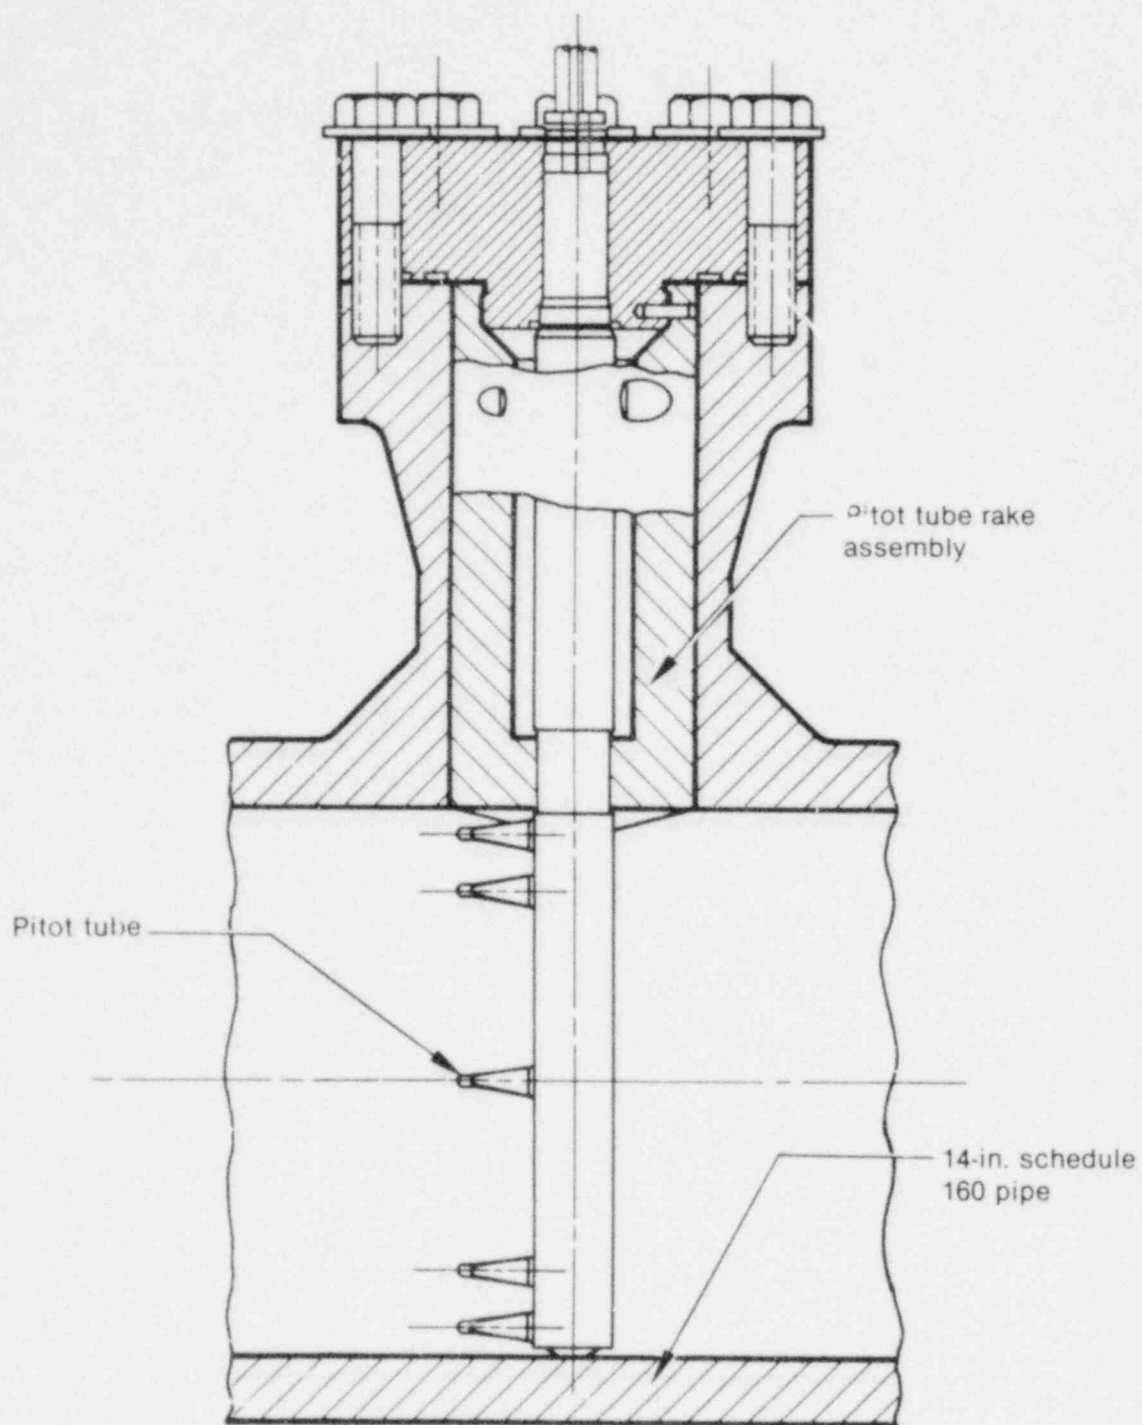 Pitot tube rake
assembly
Pitot tube
14-in. schedule
160 pipe